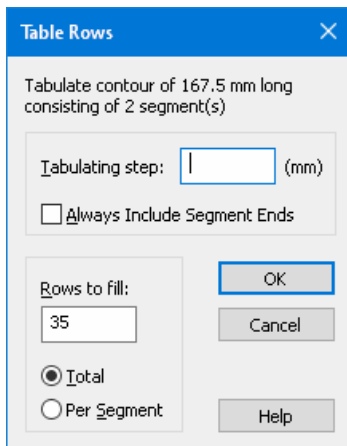 Table Rows
Tabulate contour of 167.5 mm long
consisting of 2 segment(s)
Tabulating step: (mm)
Always Include Segment Ends
Rows to fill:
35
Total
Per Segment
OK
Cancel
Help